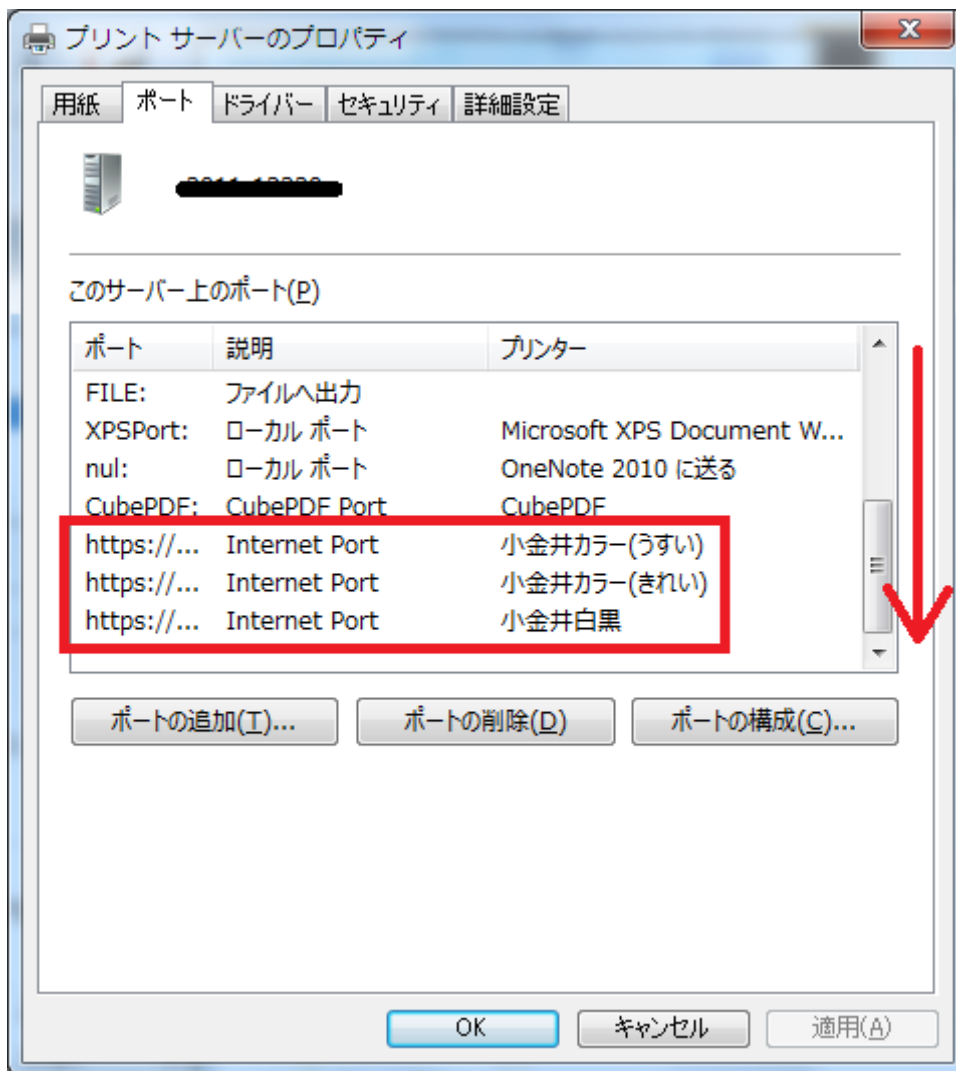 プリント サーバーのプロパティ
用紙 ポート ドライバー セキュリティ 詳細設定
このサーバー上のポート(P)
ポート 説明 プリンター
FILE: ファイルへ出力
XPSPort: ローカル ポート Microsoft XPS Document W...
nul: ローカル ポート OneNote 2010 に送る
CubePDF: CubePDF Port CubePDF
https://... Internet Port 小金井カラー(うすい)
https://... Internet Port 小金井カラー(きれい)
https://... Internet Port 小金井白黒
ポートの追加(T)... ポートの削除(D) ポートの構成(C)...
OK キャンセル 適用(A)